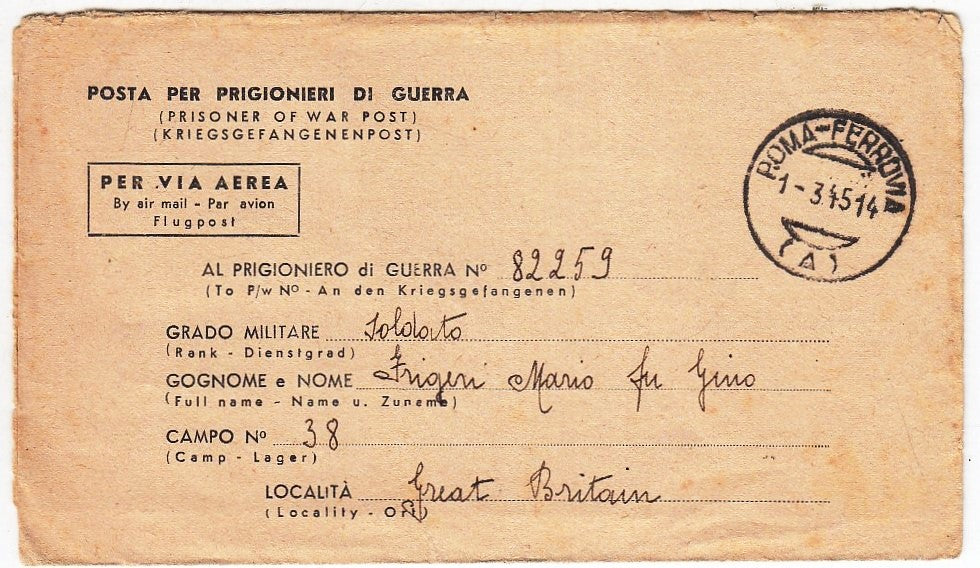 POSTA PER PRIGIONIERI DI GUERRA
(PRISONER OF WAR POST)
(KRIEGSGEFANGENENPOST)
PER VIA AEREA
By air mail - Par avion
Flugpost
ROMA-FERROVIA
1-3.45 14
(A)
AL PRIGIONIERO di GUERRA Nº 82259
(To P/w Nº - An den Kriegsgefangenen)
GRADO MILITARE Soldato
(Rank - Dienstgrad)
GOGNOME e NOME Frigeri Mario fu Gino
(Full name - Name u. Zuname)
CAMPO Nº 38
(Camp - Lager)
LOCALITÀ Great Britain
(Locality - Ort)